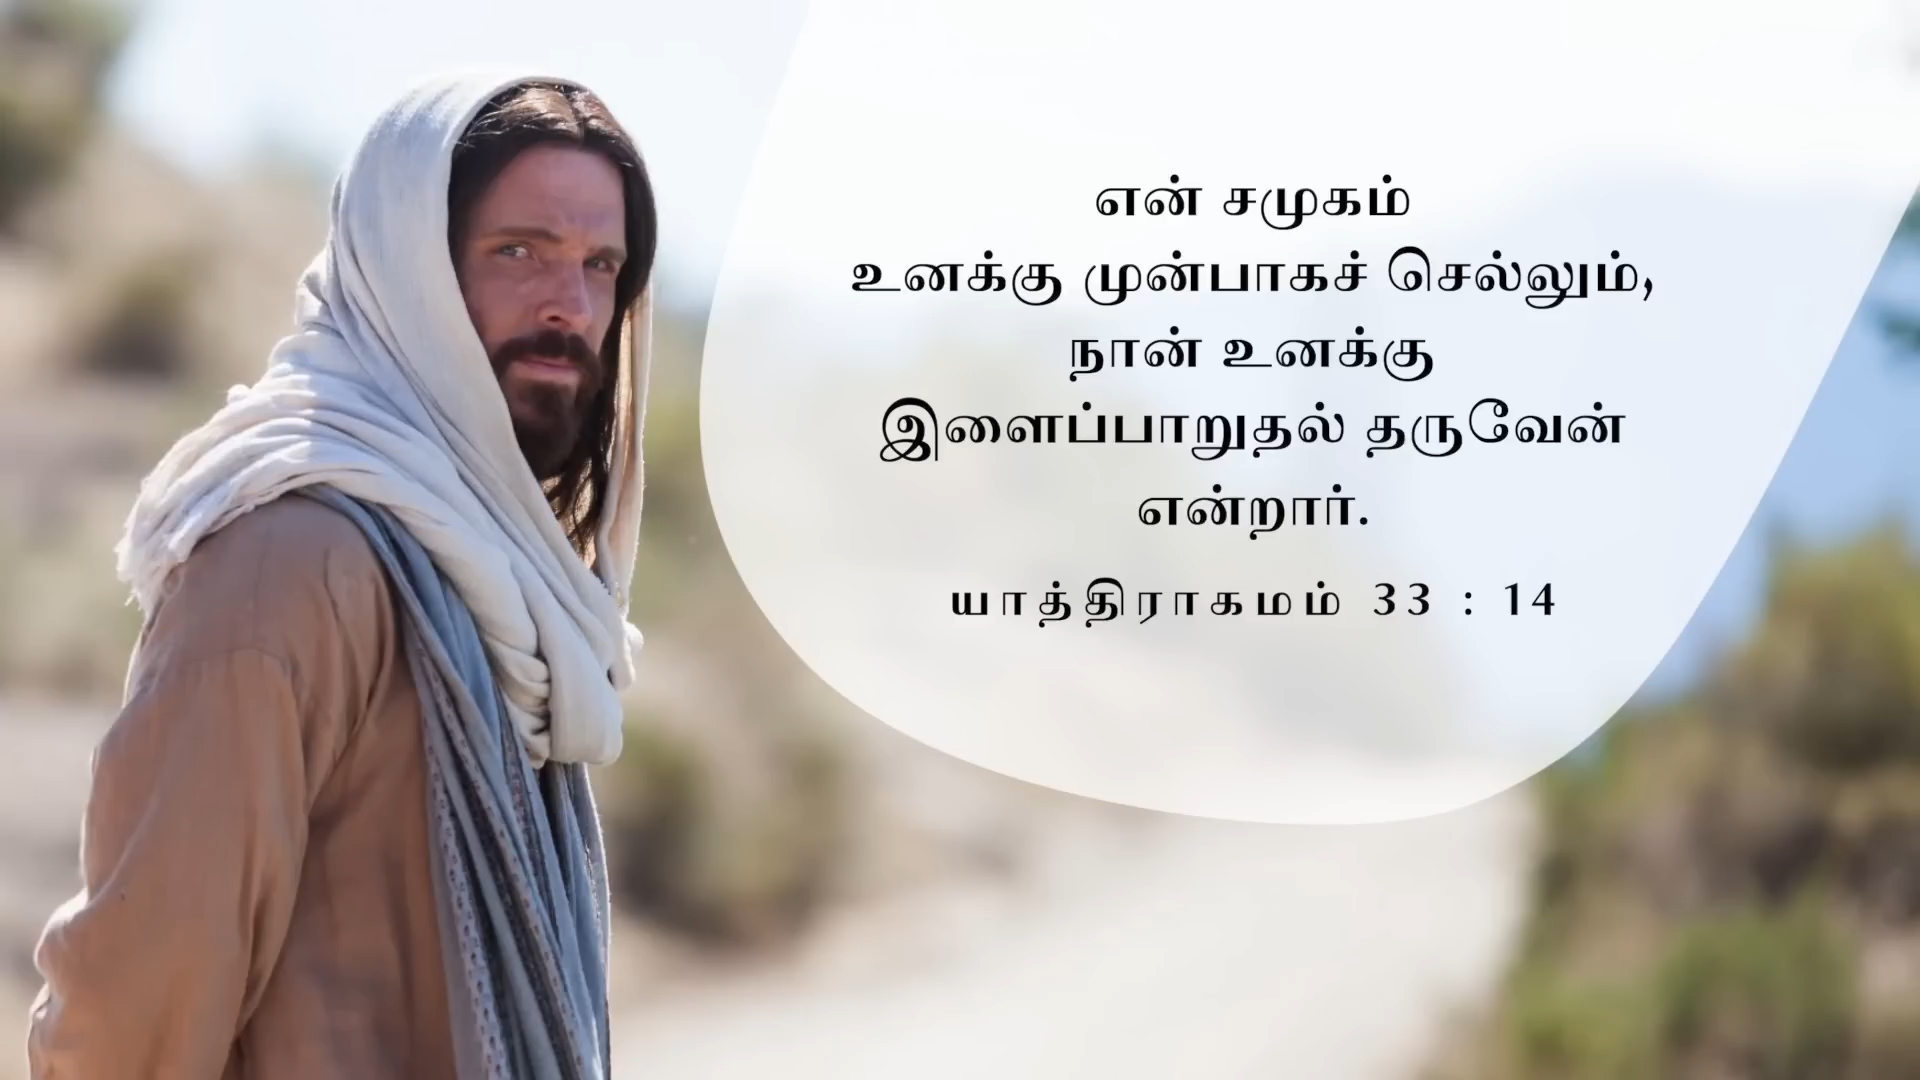 என் சமுகம்
உனக்கு முன்பாகச் செல்லும்,
நான் உனக்கு
இளைப்பாறுதல் தருவேன்
என்றார்.
யாத்திராகமம் 33 : 14